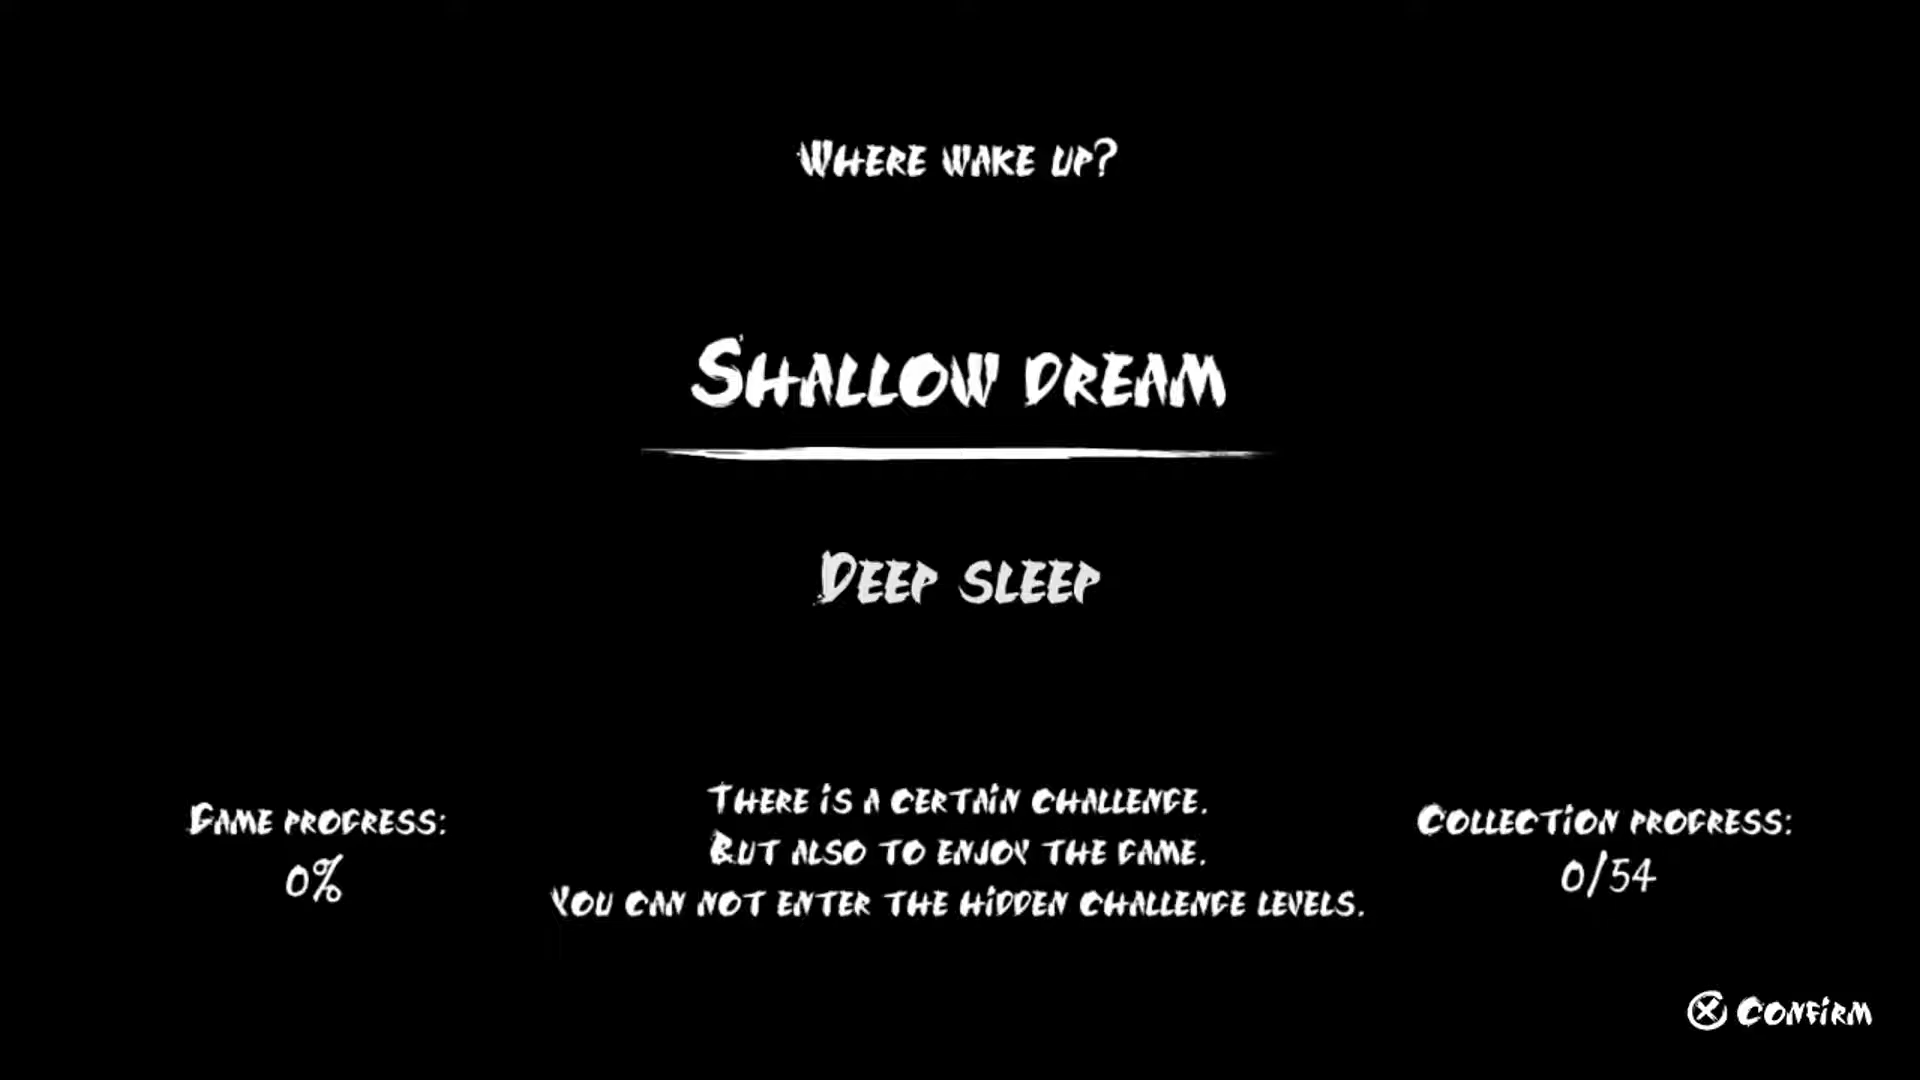 Where wake up?
Shallow dream
Deep sleep
There is a certain challenge.
But also to enjoy the game.
You can not enter the hidden challenge levels.
Game progress:
0%
Collection progress:
0/54
Confirm